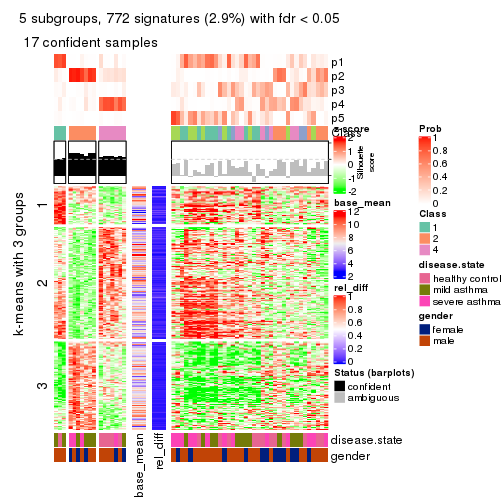 5 subgroups, 772 signatures (2.9%) with fdr < 0.05
17 confident samples
p1
p2
p3
p4
p5
Class
z-score
2
1
0
-1
-2
Silhouette
score
base_mean
12
10
8
6
4
2
rel_diff
1
0.8
0.6
0.4
0.2
0
Status (barplots)
confident
ambiguous
Prob
1
0.8
0.6
0.4
0.2
0
Class
1
2
4
disease.state
healthy control
mild asthma
severe asthma
gender
female
male
k-means with 3 groups
1
2
3
disease.state
gender
base_mean
rel_diff